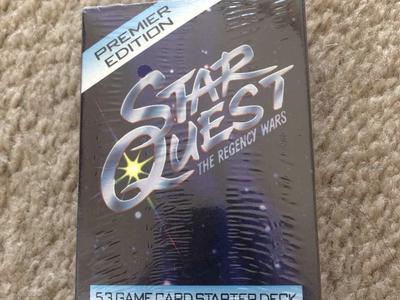 PREMIER
EDITION
STAR
QUEST
THE REGENCY WARS
53 GAME CARD STARTER DECK